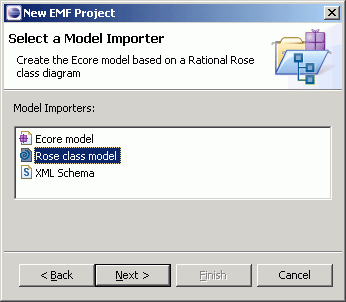 New EMF Project
Select a Model Importer
Create the Ecore model based on a Rational Rose
class diagram
Model Importers:
Ecore model
Rose class model
XML Schema
< Back
Next >
Finish
Cancel